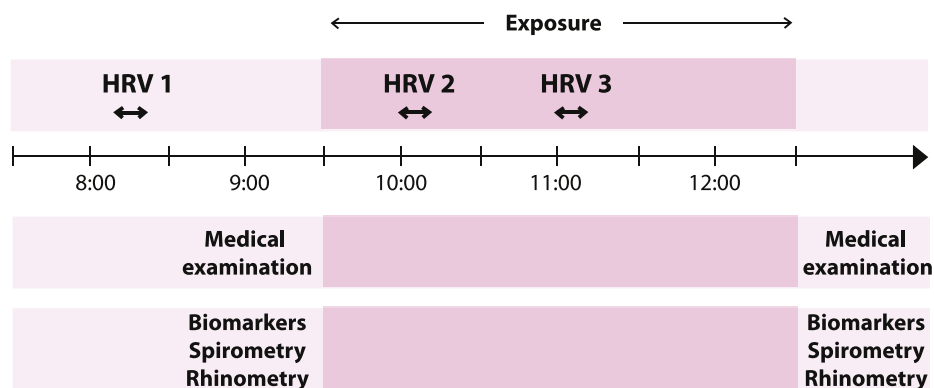 Exposure
HRV 1 HRV 2 HRV 3
8:00 9:00 10:00 11:00 12:00
Medical examination Medical examination
Biomarkers Biomarkers
Spirometry Spirometry
Rhinometry Rhinometry